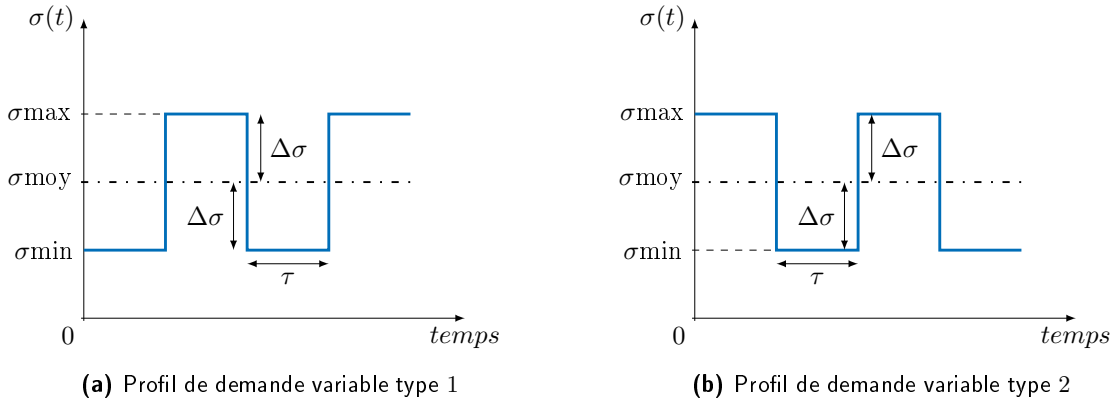 σ(t)
σmax
Δσ
σmoy
Δσ
σmin
τ
0
temps
(a) Profil de demande variable type 1
σ(t)
σmax
Δσ
σmoy
Δσ
σmin
τ
0
temps
(b) Profil de demande variable type 2